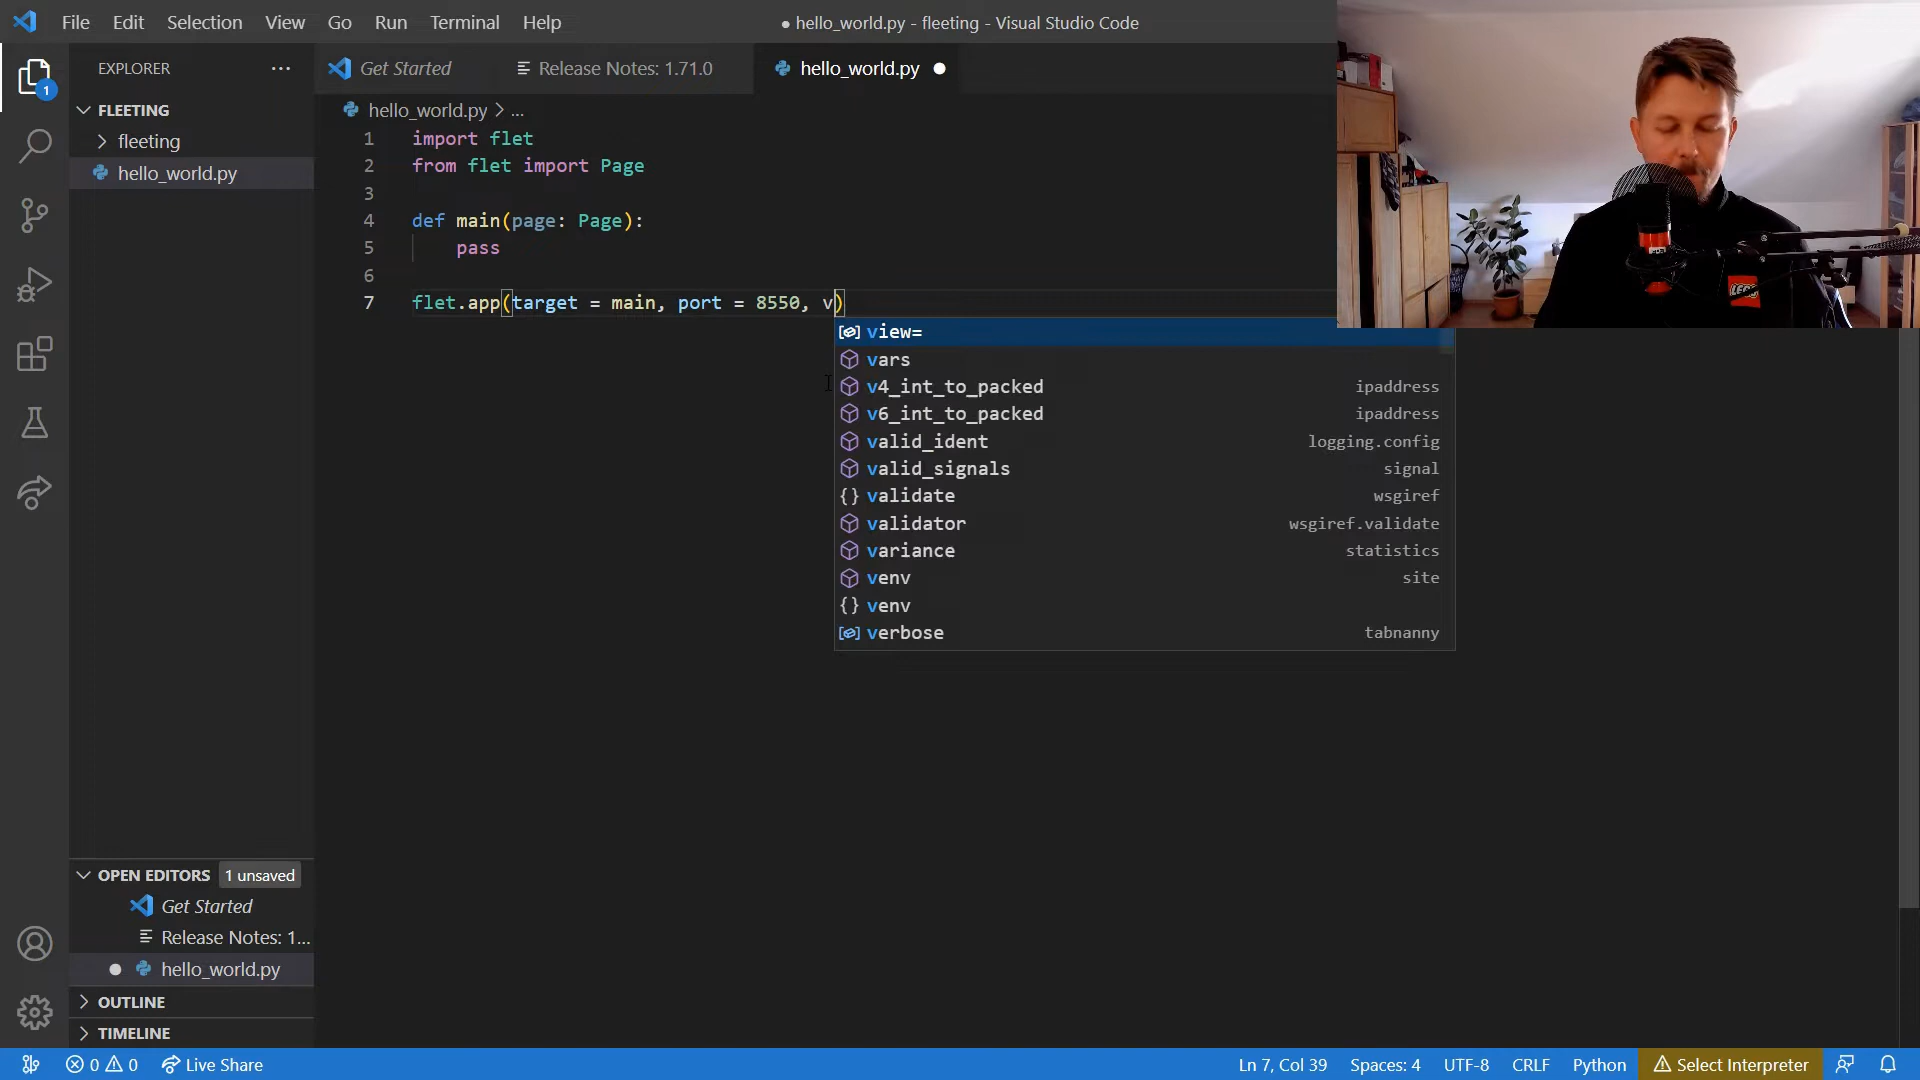 File Edit Selection View Go Run Terminal Help
● hello_world.py - fleeting - Visual Studio Code
EXPLORER ...
1
FLEETING
fleeting
hello_world.py
Get Started
Release Notes: 1.71.0
hello_world.py ●
hello_world.py > ...
1 import flet
2 from flet import Page
3
4 def main(page: Page):
5 pass
6
7 flet.app(target = main, port = 8550, v)
view=
vars
v4_int_to_packed ipaddress
v6_int_to_packed ipaddress
valid_ident logging.config
valid_signals signal
{} validate wsgiref
validator wsgiref.validate
variance statistics
venv site
{} venv
verbose tabnanny
LEGO
OPEN EDITORS 1 unsaved
Get Started
Release Notes: 1...
● hello_world.py
OUTLINE
TIMELINE
0 0 Live Share
Ln 7, Col 39 Spaces: 4 UTF-8 CRLF Python Select Interpreter